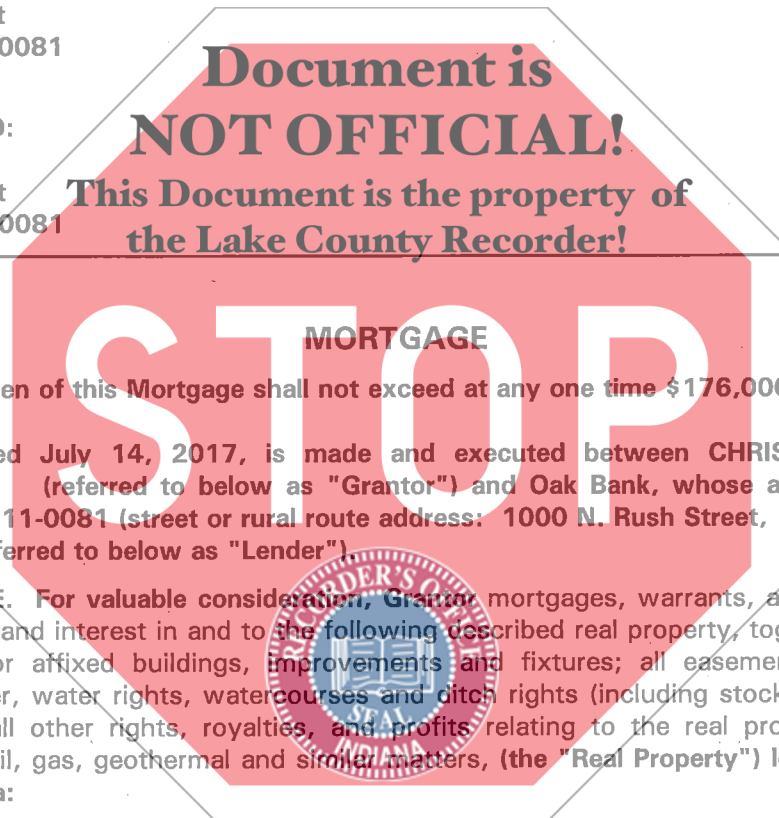 t
0081
Document is
NOT OFFICIAL!
):
This Document is the property of
t
0081
the Lake County Recorder!
STOP
MORTGAGE
en of this Mortgage shall not exceed at any one time $176,000
ed July 14, 2017, is made and executed between CHRIS
(referred to below as "Grantor") and Oak Bank, whose a
11-0081 (street or rural route address: 1000 N. Rush Street,
ferred to below as "Lender").
E. For valuable consideration, Grantor mortgages, warrants, a
and interest in and to the following described real property, tog
or affixed buildings, improvements and fixtures; all easeme
r, water rights, watercourses and ditch rights (including stock
all other rights, royalties, and profits relating to the real pro
il, gas, geothermal and similar matters, (the "Real Property") l
a:
RECORDER'S OFFICE
SEAL
INDIANA